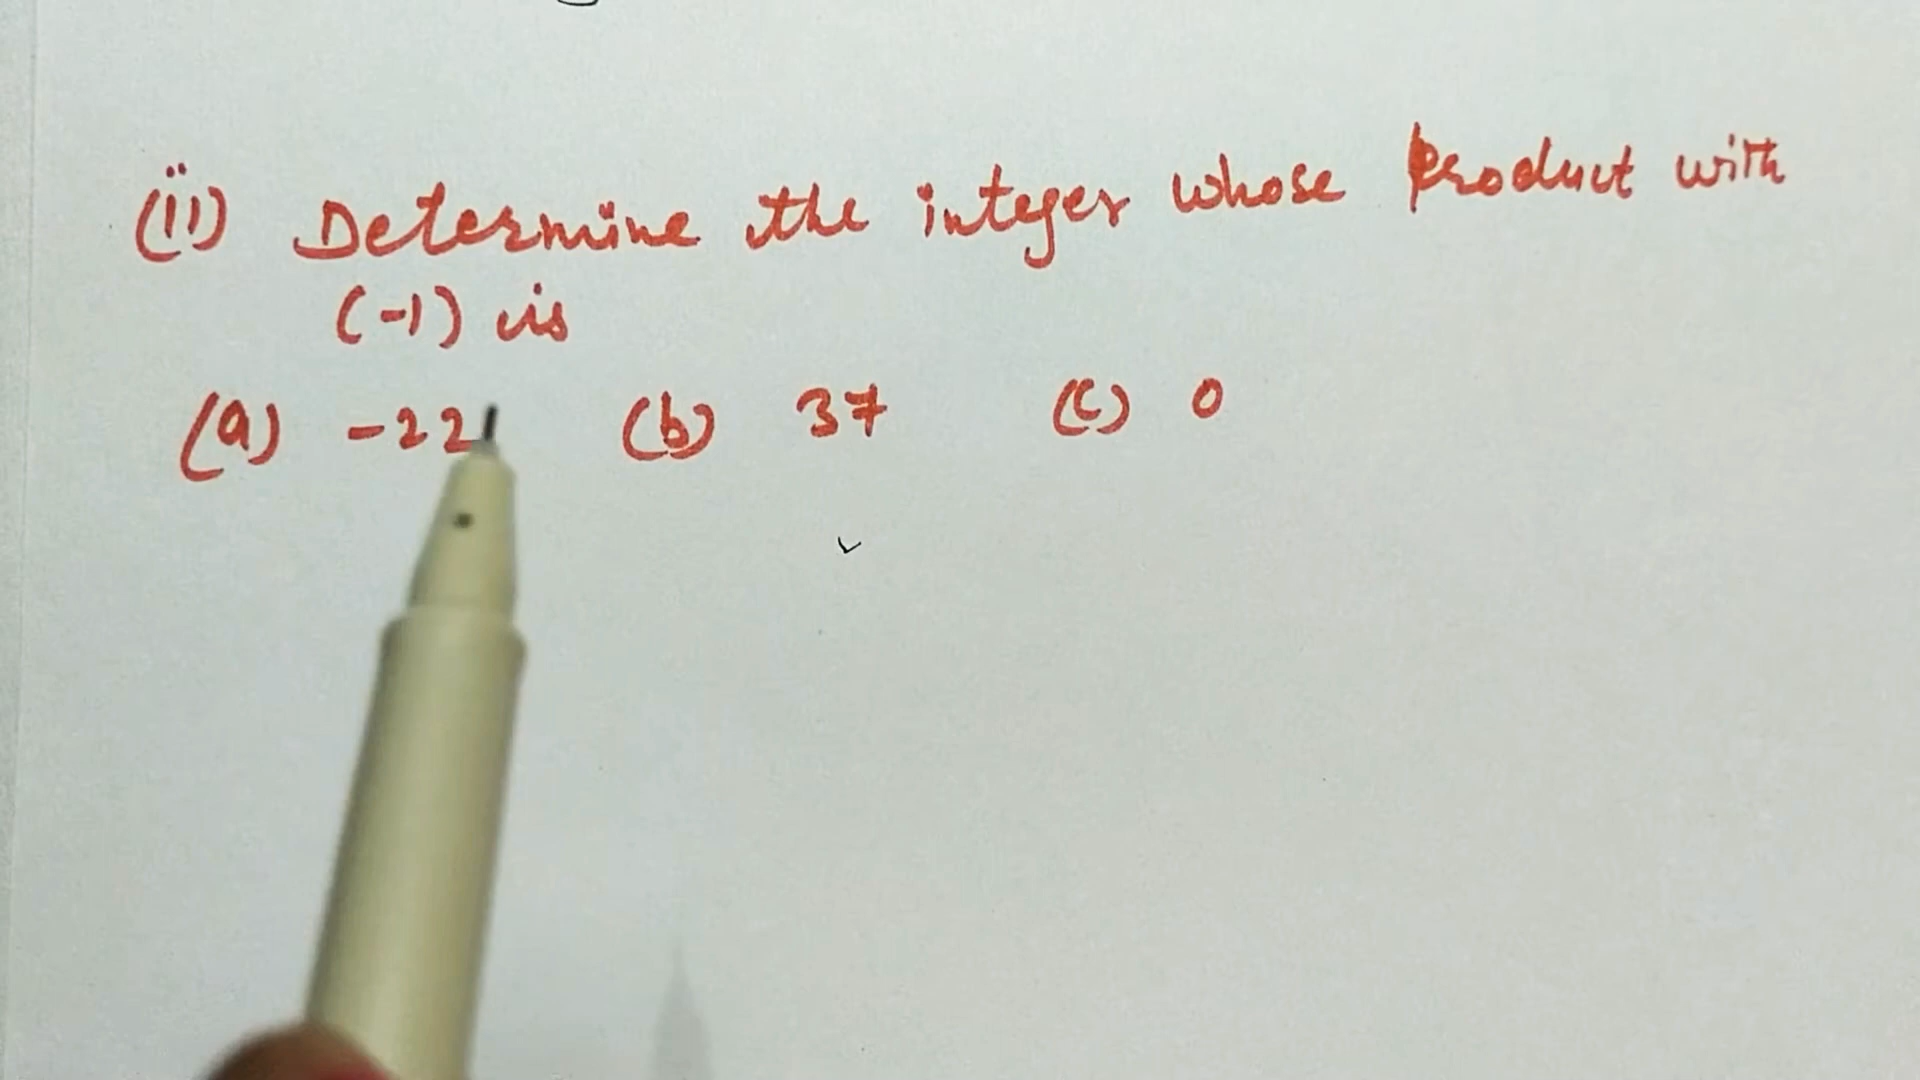 (ii) Determine the integer whose Product with
(-1) is
(a) -22 (b) 37 (c) 0